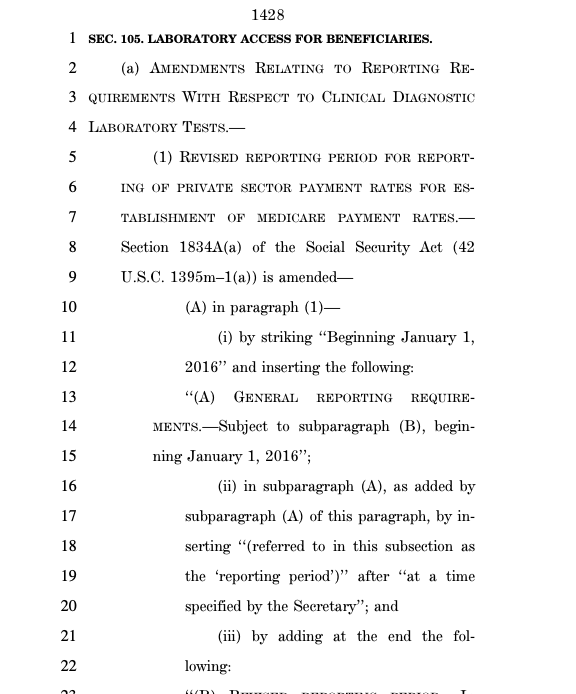 1428
1 SEC. 105. LABORATORY ACCESS FOR BENEFICIARIES.
2 (a) AMENDMENTS RELATING TO REPORTING RE-
3 QUIREMENTS WITH RESPECT TO CLINICAL DIAGNOSTIC
4 LABORATORY TESTS.—
5 (1) REVISED REPORTING PERIOD FOR REPORT-
6 ING OF PRIVATE SECTOR PAYMENT RATES FOR ES-
7 TABLISHMENT OF MEDICARE PAYMENT RATES.—
8 Section 1834A(a) of the Social Security Act (42
9 U.S.C. 1395m–1(a)) is amended—
10 (A) in paragraph (1)—
11 (i) by striking ‘‘Beginning January 1,
12 2016’’ and inserting the following:
13 ‘‘(A) GENERAL REPORTING REQUIRE-
14 MENTS.—Subject to subparagraph (B), begin-
15 ning January 1, 2016’’;
16 (ii) in subparagraph (A), as added by
17 subparagraph (A) of this paragraph, by in-
18 serting ‘‘(referred to in this subsection as
19 the ‘reporting period’)’’ after ‘‘at a time
20 specified by the Secretary’’; and
21 (iii) by adding at the end the fol-
22 lowing:
23 ‘‘(B) REVISED REPORTING PERIOD